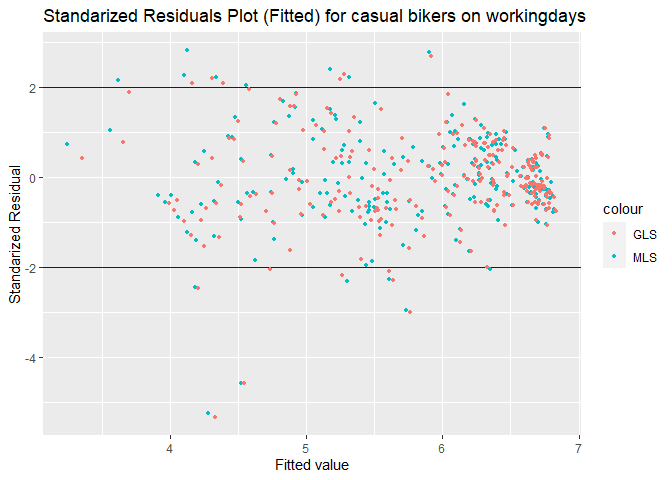 Standarized Residuals Plot (Fitted) for casual bikers on workingdays
Standarized Residual
2
0
-2
-4
4
5
6
7
Fitted value
colour
GLS
MLS